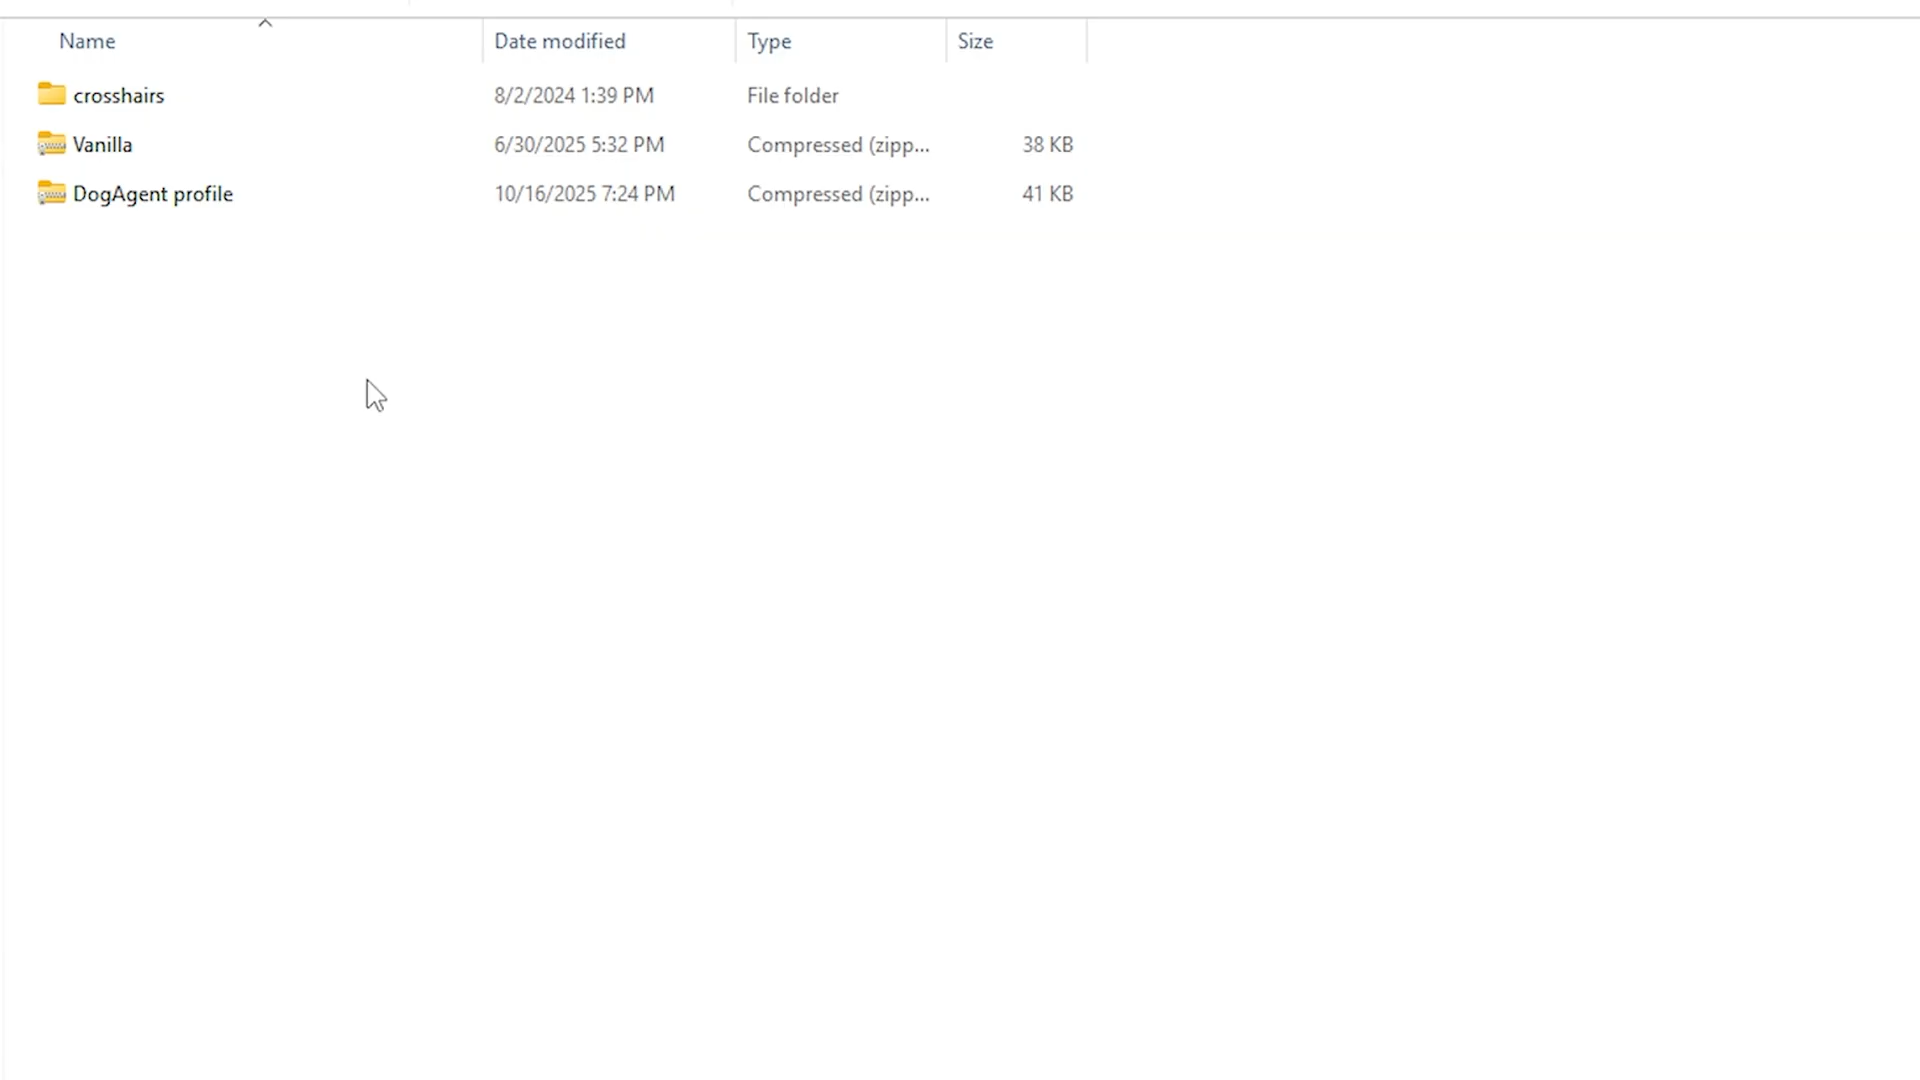 Name Date modified Type Size
crosshairs 8/2/2024 1:39 PM File folder
Vanilla 6/30/2025 5:32 PM Compressed (zipp... 38 KB
DogAgent profile 10/16/2025 7:24 PM Compressed (zipp... 41 KB